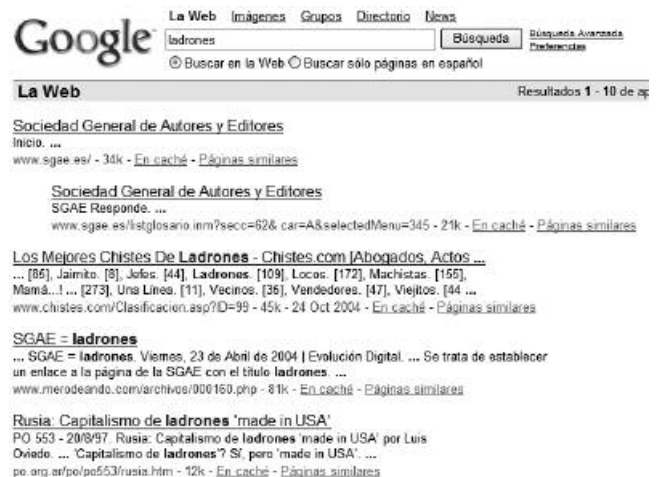 La Web Imágenes Grupos Directorio News
Google
ladrones Búsqueda Búsqueda Avanzada
Preferencias
Buscar en la Web Buscar sólo páginas en español
La Web Resultados 1 - 10 de ap
Sociedad General de Autores y Editores
Inicio. ...
www.sgae.es/ - 34k - En caché - Páginas similares
Sociedad General de Autores y Editores
SGAE Responde. ...
www.sgae.es/listglosario.inm?secc=62& car=A&selectedMenu=345 - 21k - En caché - Páginas similares
Los Mejores Chistes De Ladrones - Chistes.com [Abogados, Actos ...
... [85], Jaimito. [8], Jefes. [44], Ladrones. [109], Locos. [172], Machistas. [155],
Mamá...! ... [273], Una Línea. [11], Vecinos. [36], Vendedores. [47], Viejitos. [44 ...
www.chistes.com/Clasificacion.asp?ID=99 - 45k - 24 Oct 2004 - En caché - Páginas similares
SGAE = ladrones
... SGAE = ladrones. Viernes, 23 de Abril de 2004 | Evolución Digital. ... Se trata de establecer
un enlace a la página de la SGAE con el título ladrones. ...
www.merodeando.com/archivos/000160.php - 81k - En caché - Páginas similares
Rusia: Capitalismo de ladrones 'made in USA'
PO 553 - 20/8/97. Rusia: Capitalismo de ladrones 'made in USA' por Luis
Oviedo. ... 'Capitalismo de ladrones'? Sí, pero 'made in USA'. ...
po.org.ar/po/po553/rusia.htm - 12k - En caché - Páginas similares